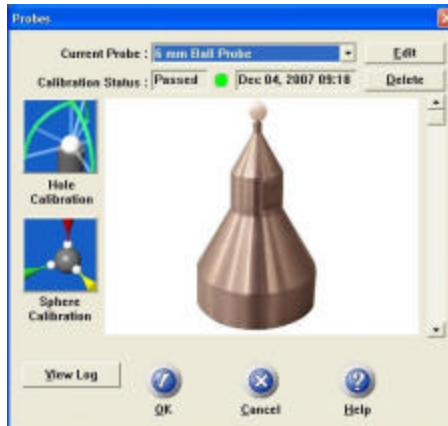 Probes
Current Probe : 6 mm Ball Probe Edit
Calibration Status : Passed Dec 04, 2007 09:18 Delete
Hole
Calibration
Sphere
Calibration
View Log
OK Cancel Help